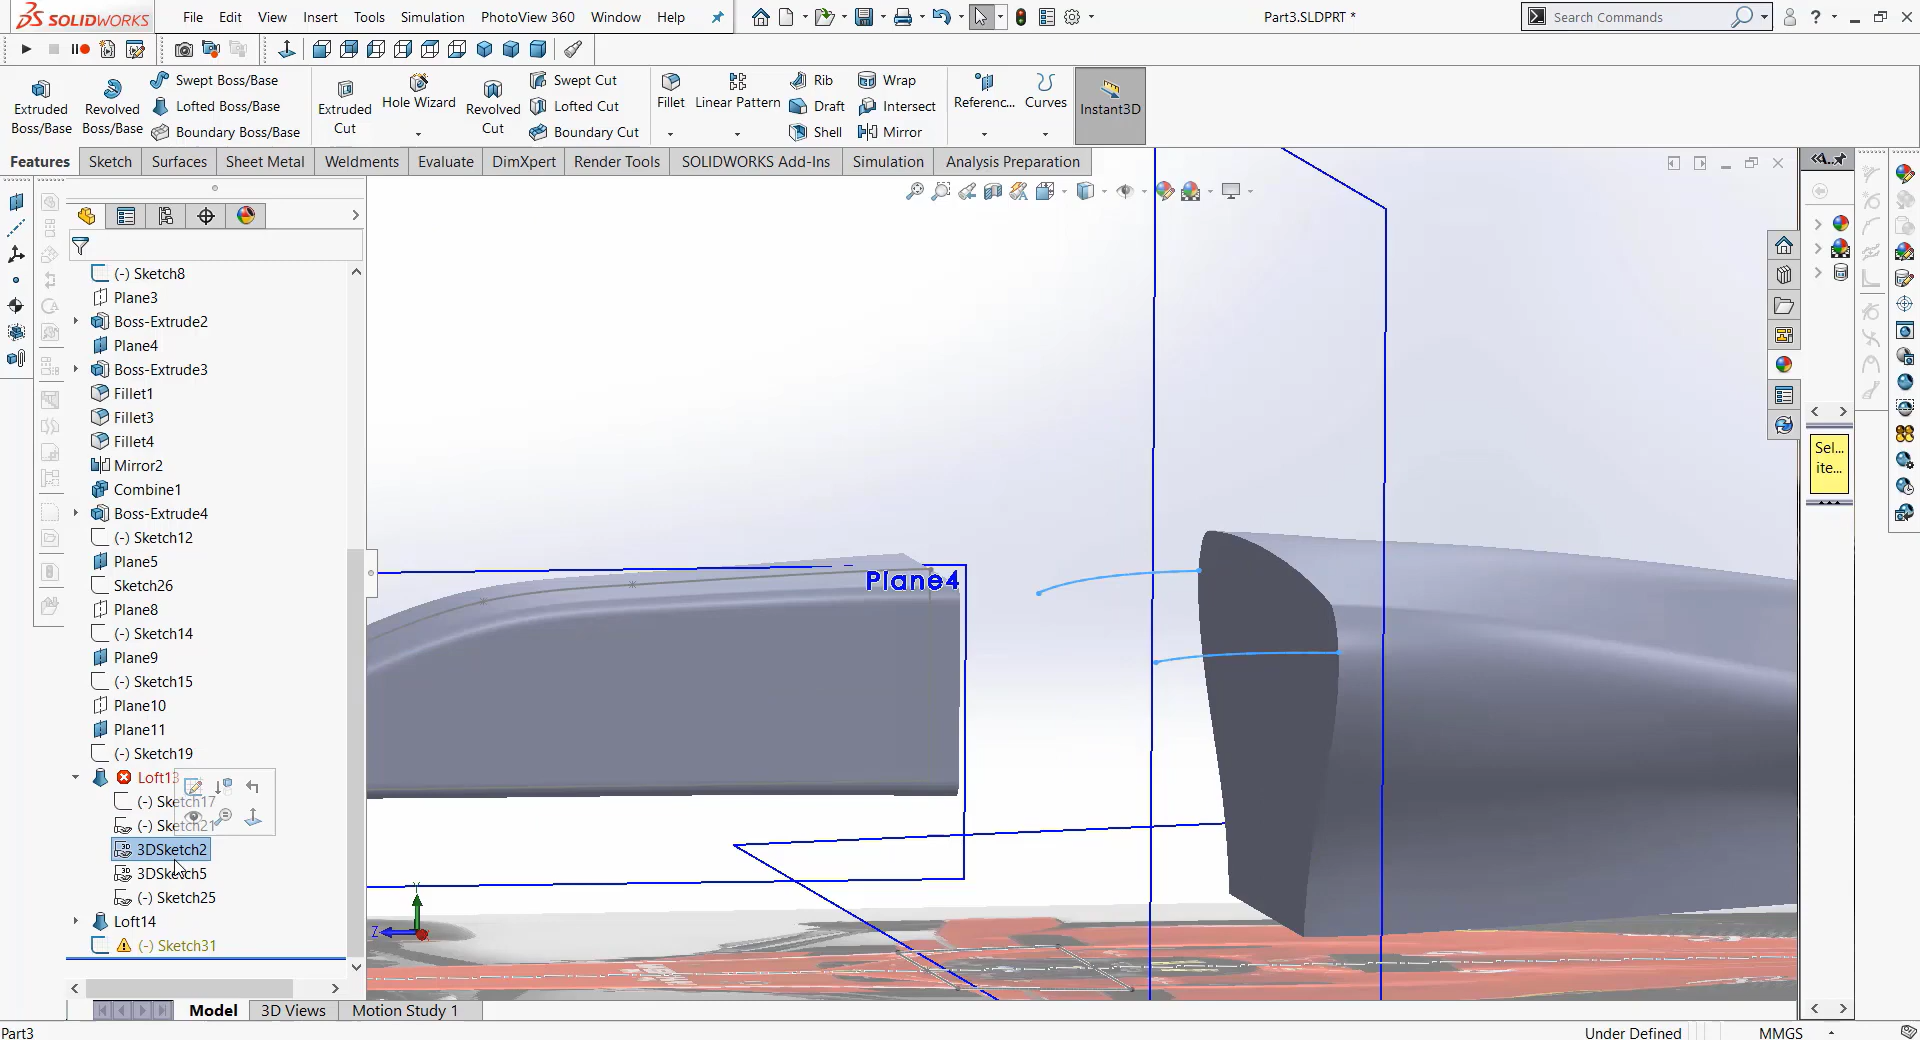 SOLIDWORKS
File Edit View Insert Tools Simulation PhotoView 360 Window Help
Part3.SLDPRT *
Search Commands
?
Extruded Boss/Base
Revolved Boss/Base
Swept Boss/Base
Lofted Boss/Base
Boundary Boss/Base
Extruded Cut
Hole Wizard
Revolved Cut
Swept Cut
Lofted Cut
Boundary Cut
Fillet
Linear Pattern
Rib
Draft
Shell
Wrap
Intersect
Mirror
Referenc...
Curves
Instant3D
Features Sketch Surfaces Sheet Metal Weldments Evaluate DimXpert Render Tools SOLIDWORKS Add-Ins Simulation Analysis Preparation
(-) Sketch8
Plane3
Boss-Extrude2
Plane4
Boss-Extrude3
Fillet1
Fillet3
Fillet4
Mirror2
Combine1
Boss-Extrude4
(-) Sketch12
Plane5
Sketch26
Plane8
(-) Sketch14
Plane9
(-) Sketch15
Plane10
Plane11
(-) Sketch19
Loft13
(-) Sketch17
(-) Sketch21
3DSketch2
3DSketch5
(-) Sketch25
Loft14
(-) Sketch31
Plane4
Y
Z
Sel...
ite...
Model 3D Views Motion Study 1
Part3
Under Defined
MMGS